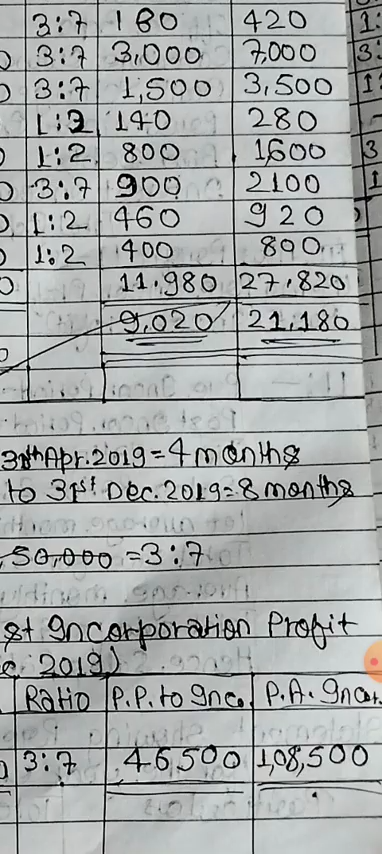 3:7 180 420
3:7 3,000 7,000
3:7 1,500 3,500
1:2 140 280
1:2 800 1600
3:7 900 2100
1:2 460 920
1:2 400 800
11,980 27,820
9,020 21,180
Apr. 2019 = 4 months
to 31st Dec. 2019 = 8 months
50,000 = 3:7
st Incorporation Profit
c 2019)
Ratio P.P. to Inco. P.A. Incor.
3:7 46,500 1,08,500